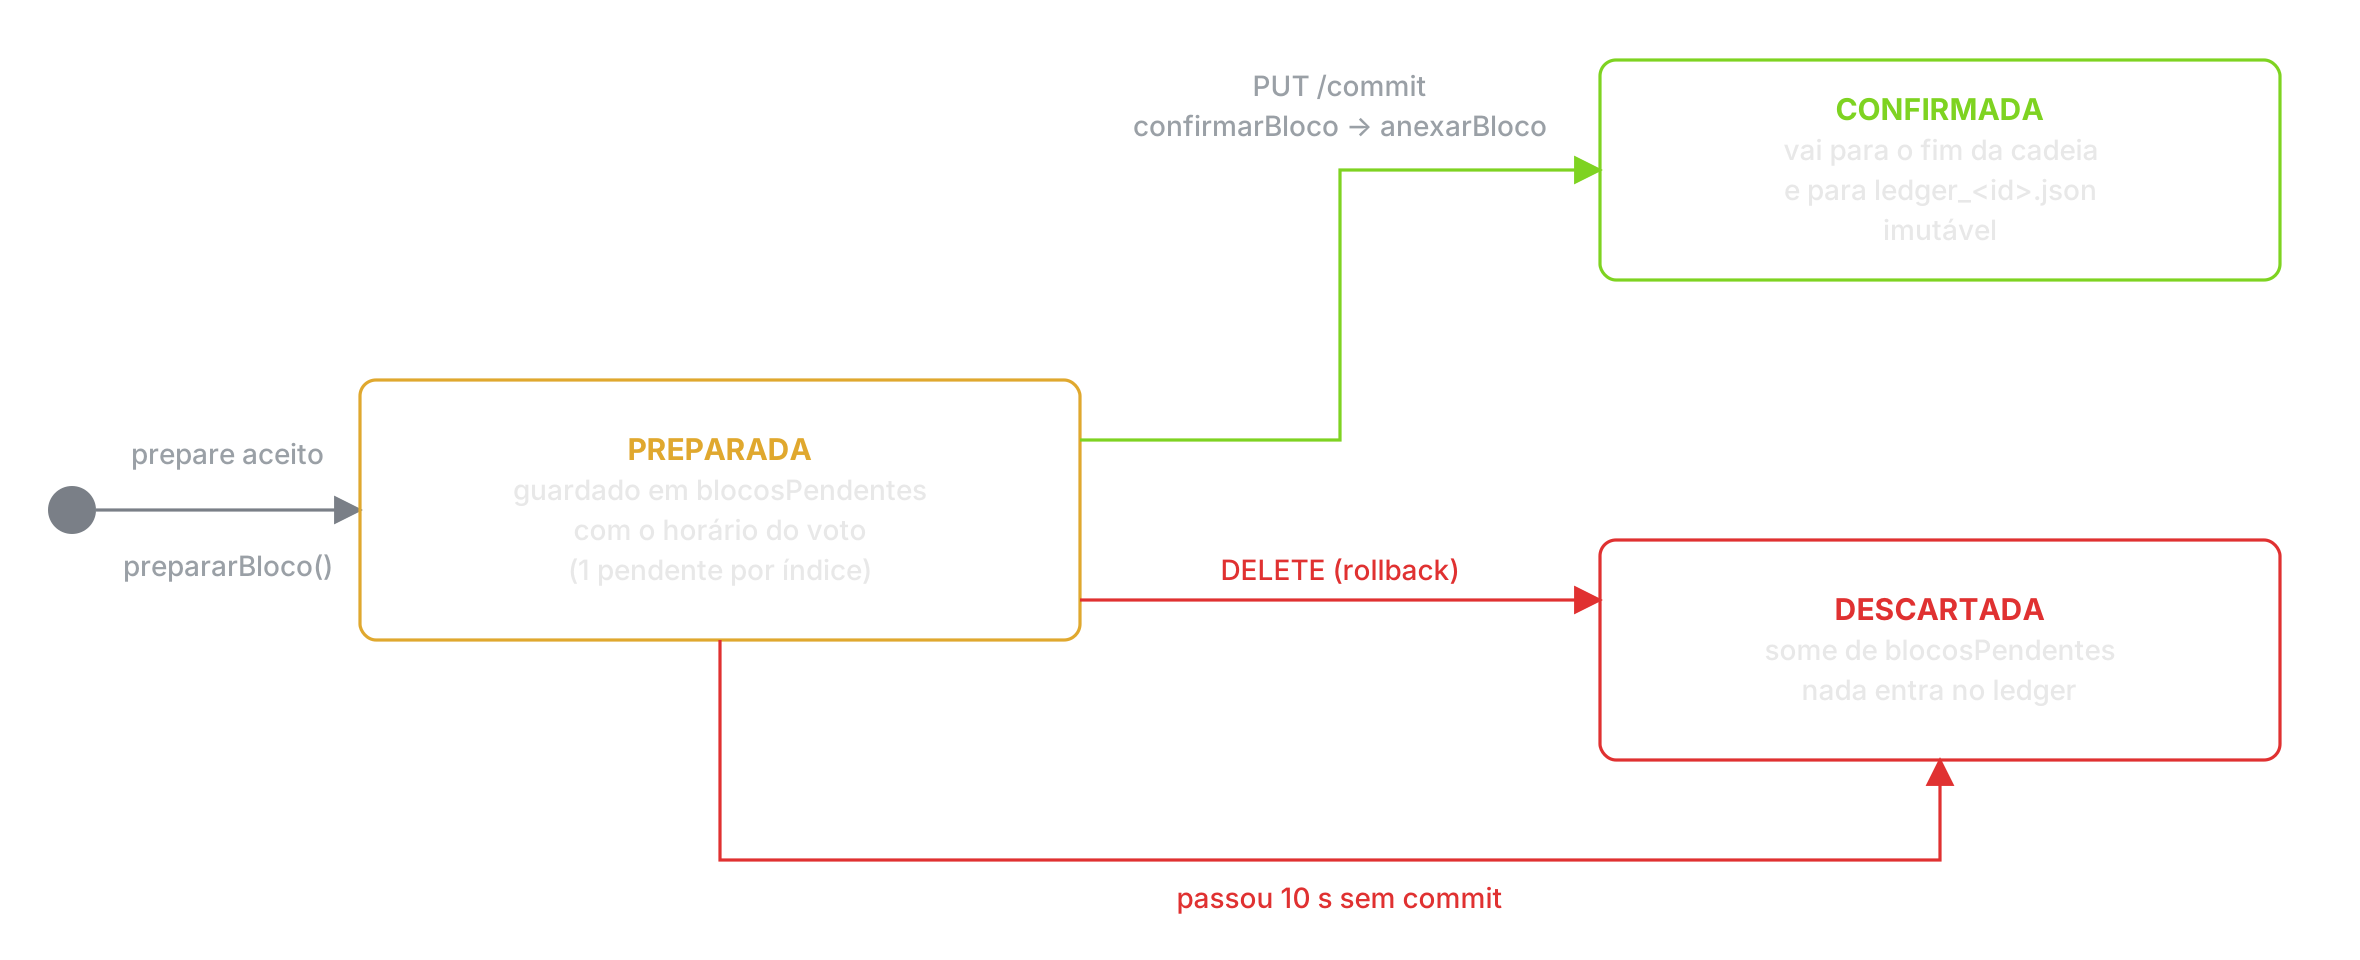 PUT /commit
confirmarBloco → anexarBloco
CONFIRMADA
vai para o fim da cadeia
e para ledger_<id>.json
imutável
prepare aceito
prepararBloco()
PREPARADA
guardado em blocosPendentes
com o horário do voto
(1 pendente por índice)
DELETE (rollback)
DESCARTADA
some de blocosPendentes
nada entra no ledger
passou 10 s sem commit